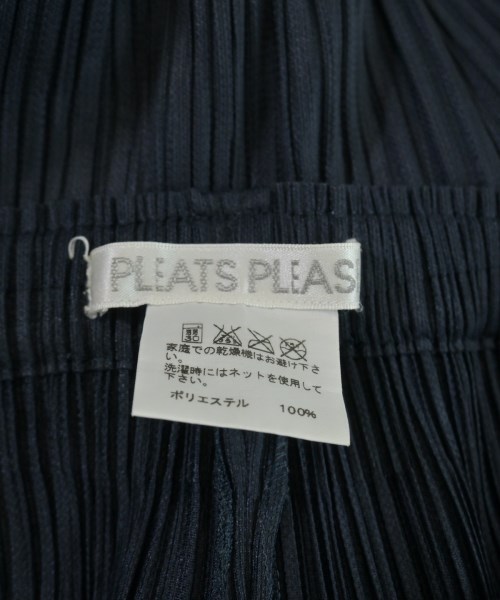 PLEATS PLEAS
30
家庭での乾燥機はお避け下さ
い。
洗濯時にはネットを使用して
下さい。
ポリエステル 100%